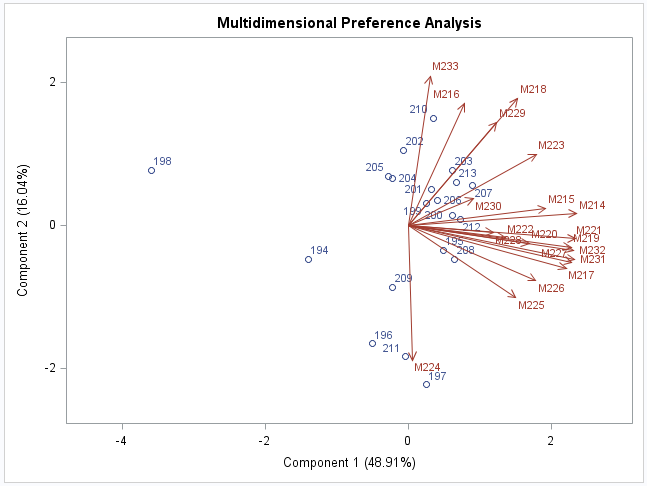 Multidimensional Preference Analysis
M233
M218
M216
210
M229
202
M223
198
203
205
204
213
201
207
206
M215
M214
199
M230
200
212
M222
M221
M220
M219
M228
195
208
M227
M232
194
M231
209
M217
M226
M225
196
211
M224
197
2
0
-2
-4
-2
0
2
Component 2 (16.04%)
Component 1 (48.91%)